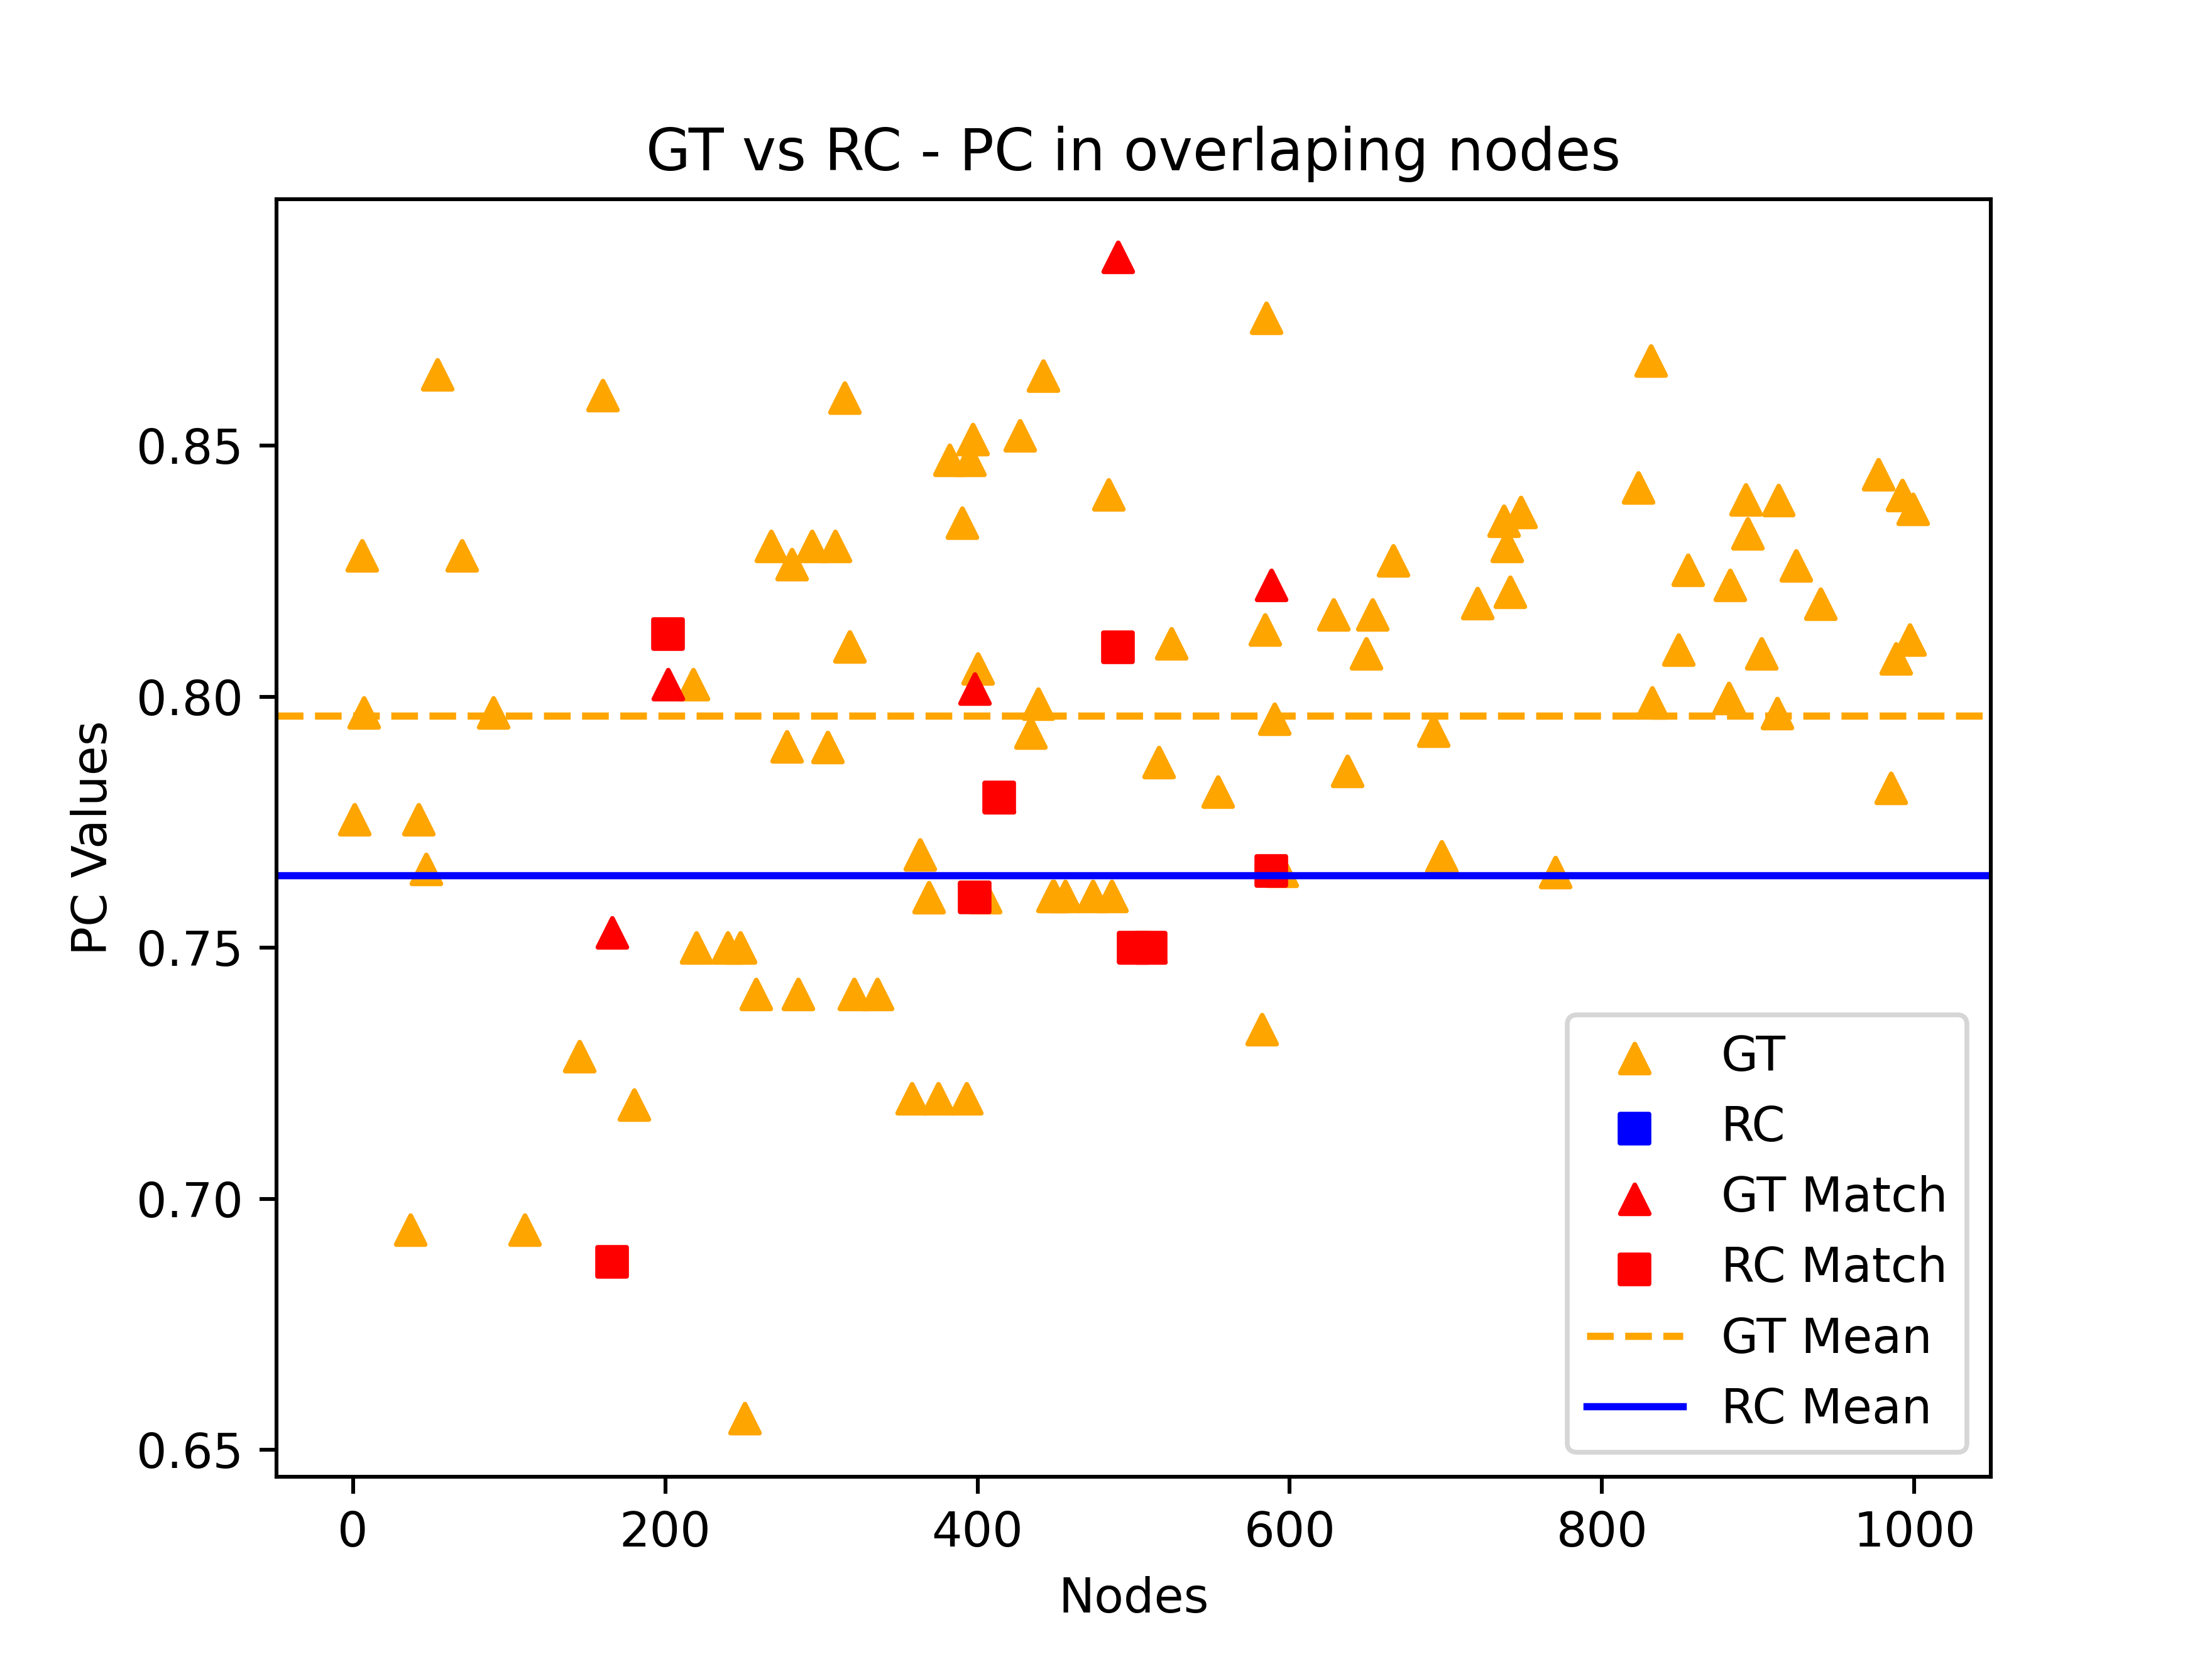 GT vs RC - PC in overlaping nodes
PC Values
0.85
0.80
0.75
0.70
0.65
GT
RC
GT Match
RC Match
GT Mean
RC Mean
0 200 400 600 800 1000
Nodes